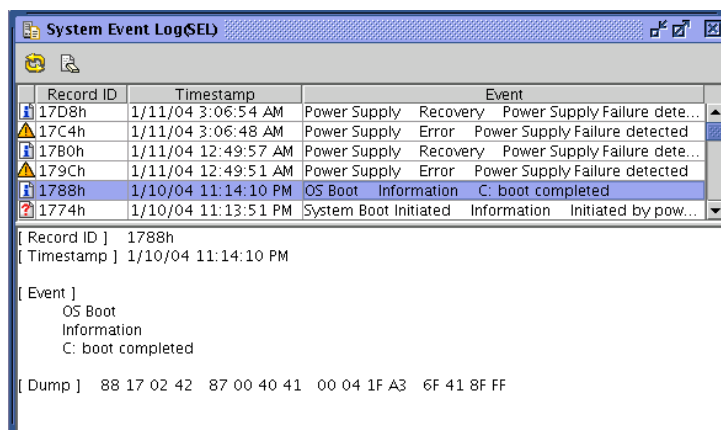 System Event Log(SEL)
Record ID Timestamp Event
17D8h 1/11/04 3:06:54 AM Power Supply Recovery Power Supply Failure dete...
17C4h 1/11/04 3:06:48 AM Power Supply Error Power Supply Failure detected
17B0h 1/11/04 12:49:57 AM Power Supply Recovery Power Supply Failure dete...
179Ch 1/11/04 12:49:51 AM Power Supply Error Power Supply Failure detected
1788h 1/10/04 11:14:10 PM OS Boot Information C: boot completed
1774h 1/10/04 11:13:51 PM System Boot Initiated Information Initiated by pow...
[ Record ID ] 1788h
[ Timestamp ] 1/10/04 11:14:10 PM
[ Event ]
OS Boot
Information
C: boot completed
[ Dump ] 88 17 02 42 87 00 40 41 00 04 1F A3 6F 41 8F FF